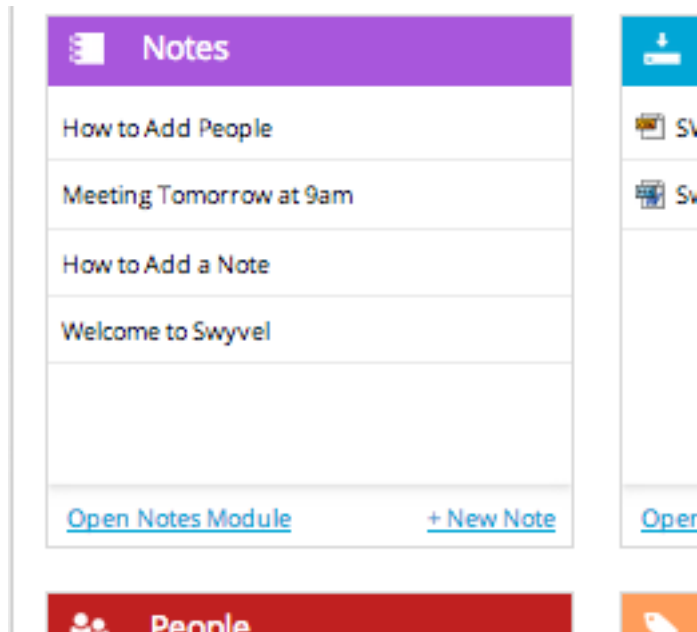 Notes
How to Add People
Meeting Tomorrow at 9am
How to Add a Note
Welcome to Swyvel
Open Notes Module
+ New Note
People